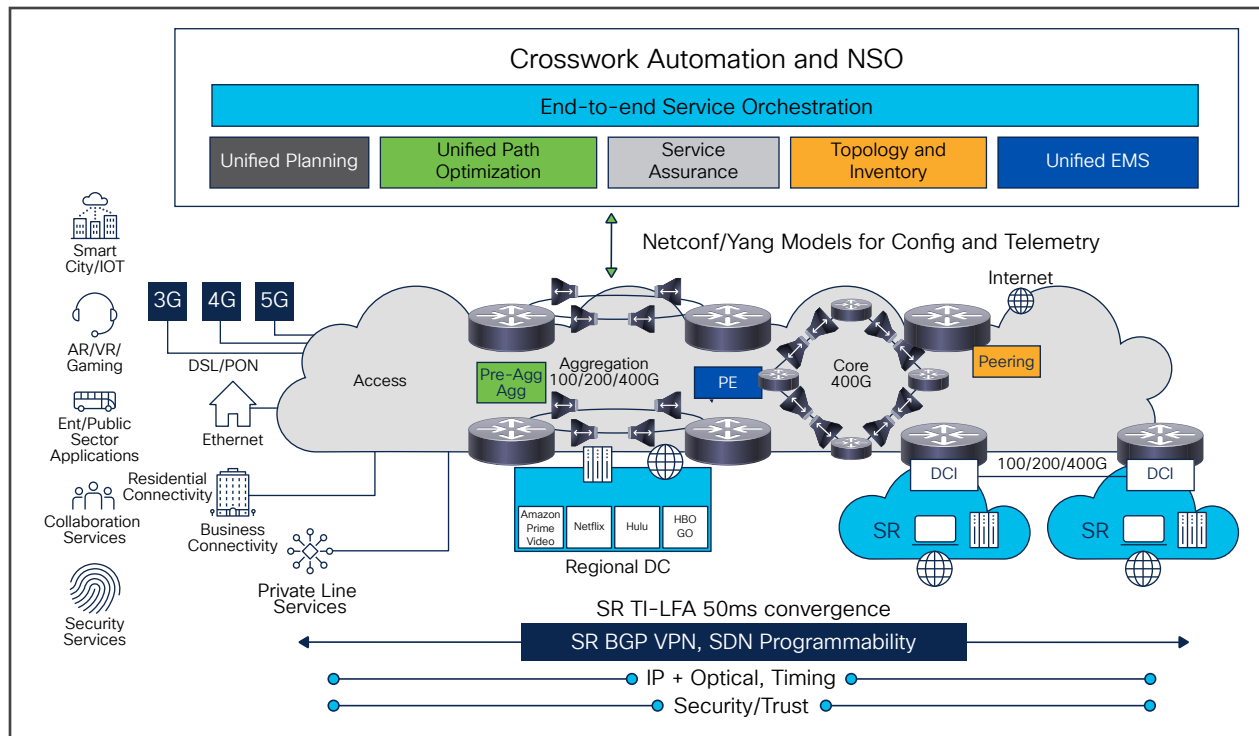 Crosswork Automation and NSO
End-to-end Service Orchestration
Unified Planning
Unified Path
Optimization
Service
Assurance
Topology and
Inventory
Unified EMS
Netconf/Yang Models for Config and Telemetry
Smart
City/IOT
AR/VR/
Gaming
Ent/Public
Sector
Applications
Collaboration
Services
Security
Services
3G
4G
5G
DSL/PON
Ethernet
Residential
Connectivity
Business
Connectivity
Private Line
Services
Access
Pre-Agg
Agg
Aggregation
100/200/400G
PE
Core
400G
Internet
Peering
DCI
100/200/400G
DCI
SR
SR
Amazon
Prime
Video
Netflix
Hulu
HBO
GO
Regional DC
SR TI-LFA 50ms convergence
SR BGP VPN, SDN Programmability
IP + Optical, Timing
Security/Trust